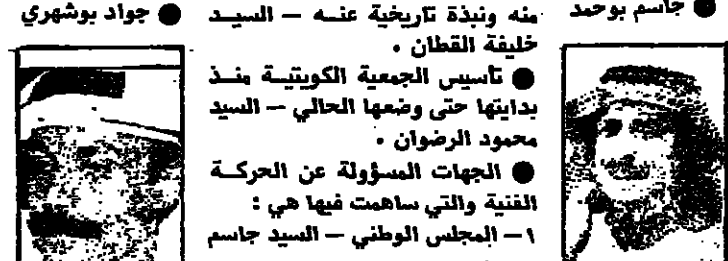 ● جاسم بوحمد
منه ونبذة تاريخية عنه — السيد
خليفة القطان .
● تأسيس الجمعية الكويتية منذ
بدايتها حتى وضعها الحالي — السيد
محمود الرضوان .
● الجهات المسؤولة عن الحركة
الفنية والتي ساهمت فيها هي :
١ — المجلس الوطني — السيد جاسم
● جواد بوشهري